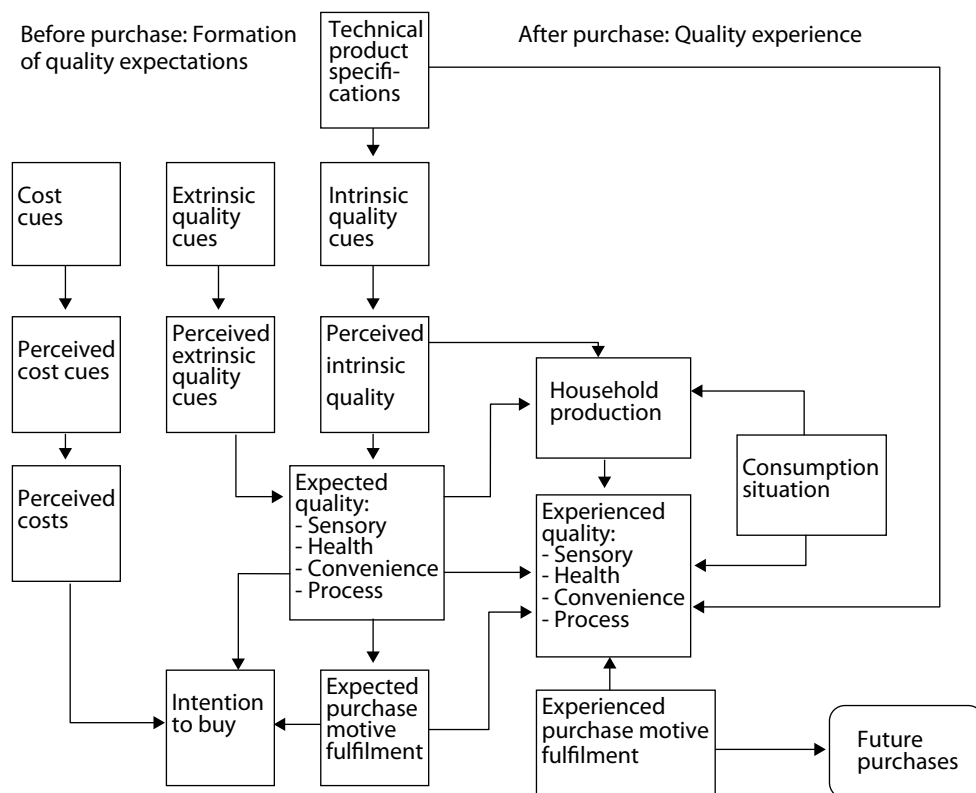 Before purchase: Formation
of quality expectations
Technical
product
specifi-
cations
After purchase: Quality experience
Cost
cues
Extrinsic
quality
cues
Intrinsic
quality cues
Perceived
cost cues
Perceived
extrinsic
quality
cues
Perceived
intrinsic
quality
Household
production
Perceived
costs
Expected
quality:
- Sensory
- Health
- Convenience
- Process
Experienced
quality:
- Sensory
- Health
- Convenience
- Process
Consumption
situation
Intention
to buy
Expected
purchase
motive
fulfilment
Experienced
purchase motive
fulfilment
Future
purchases